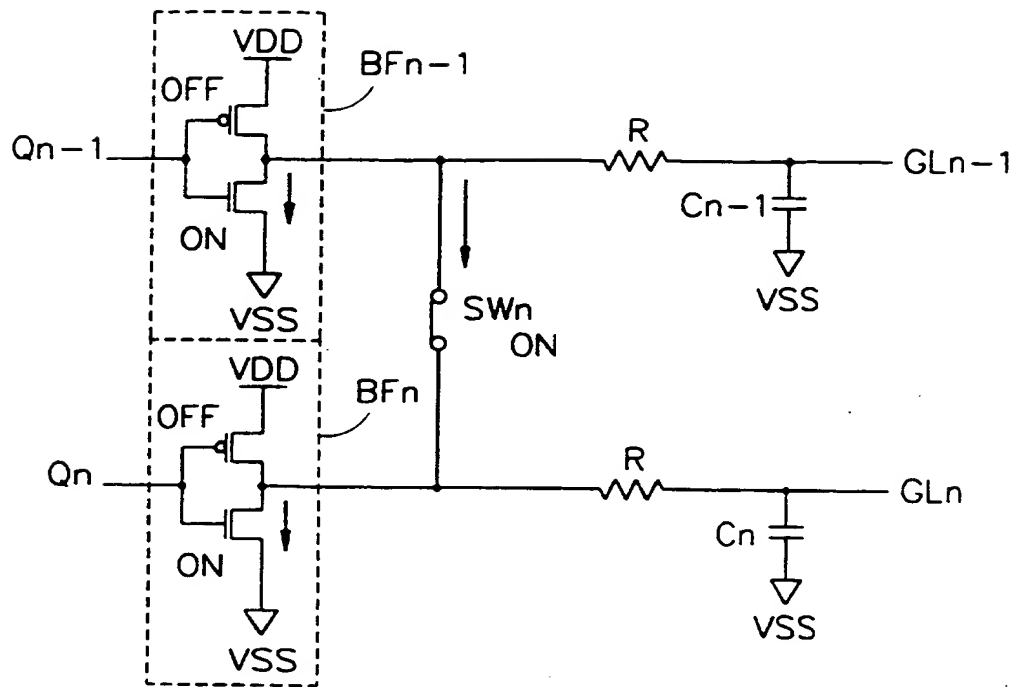 VDD
BFn-1
OFF
Qn-1
R
GLn-1
Cn-1
ON
VSS
VSS
SWn
ON
VDD
BFn
OFF
Qn
R
GLn
Cn
ON
VSS
VSS